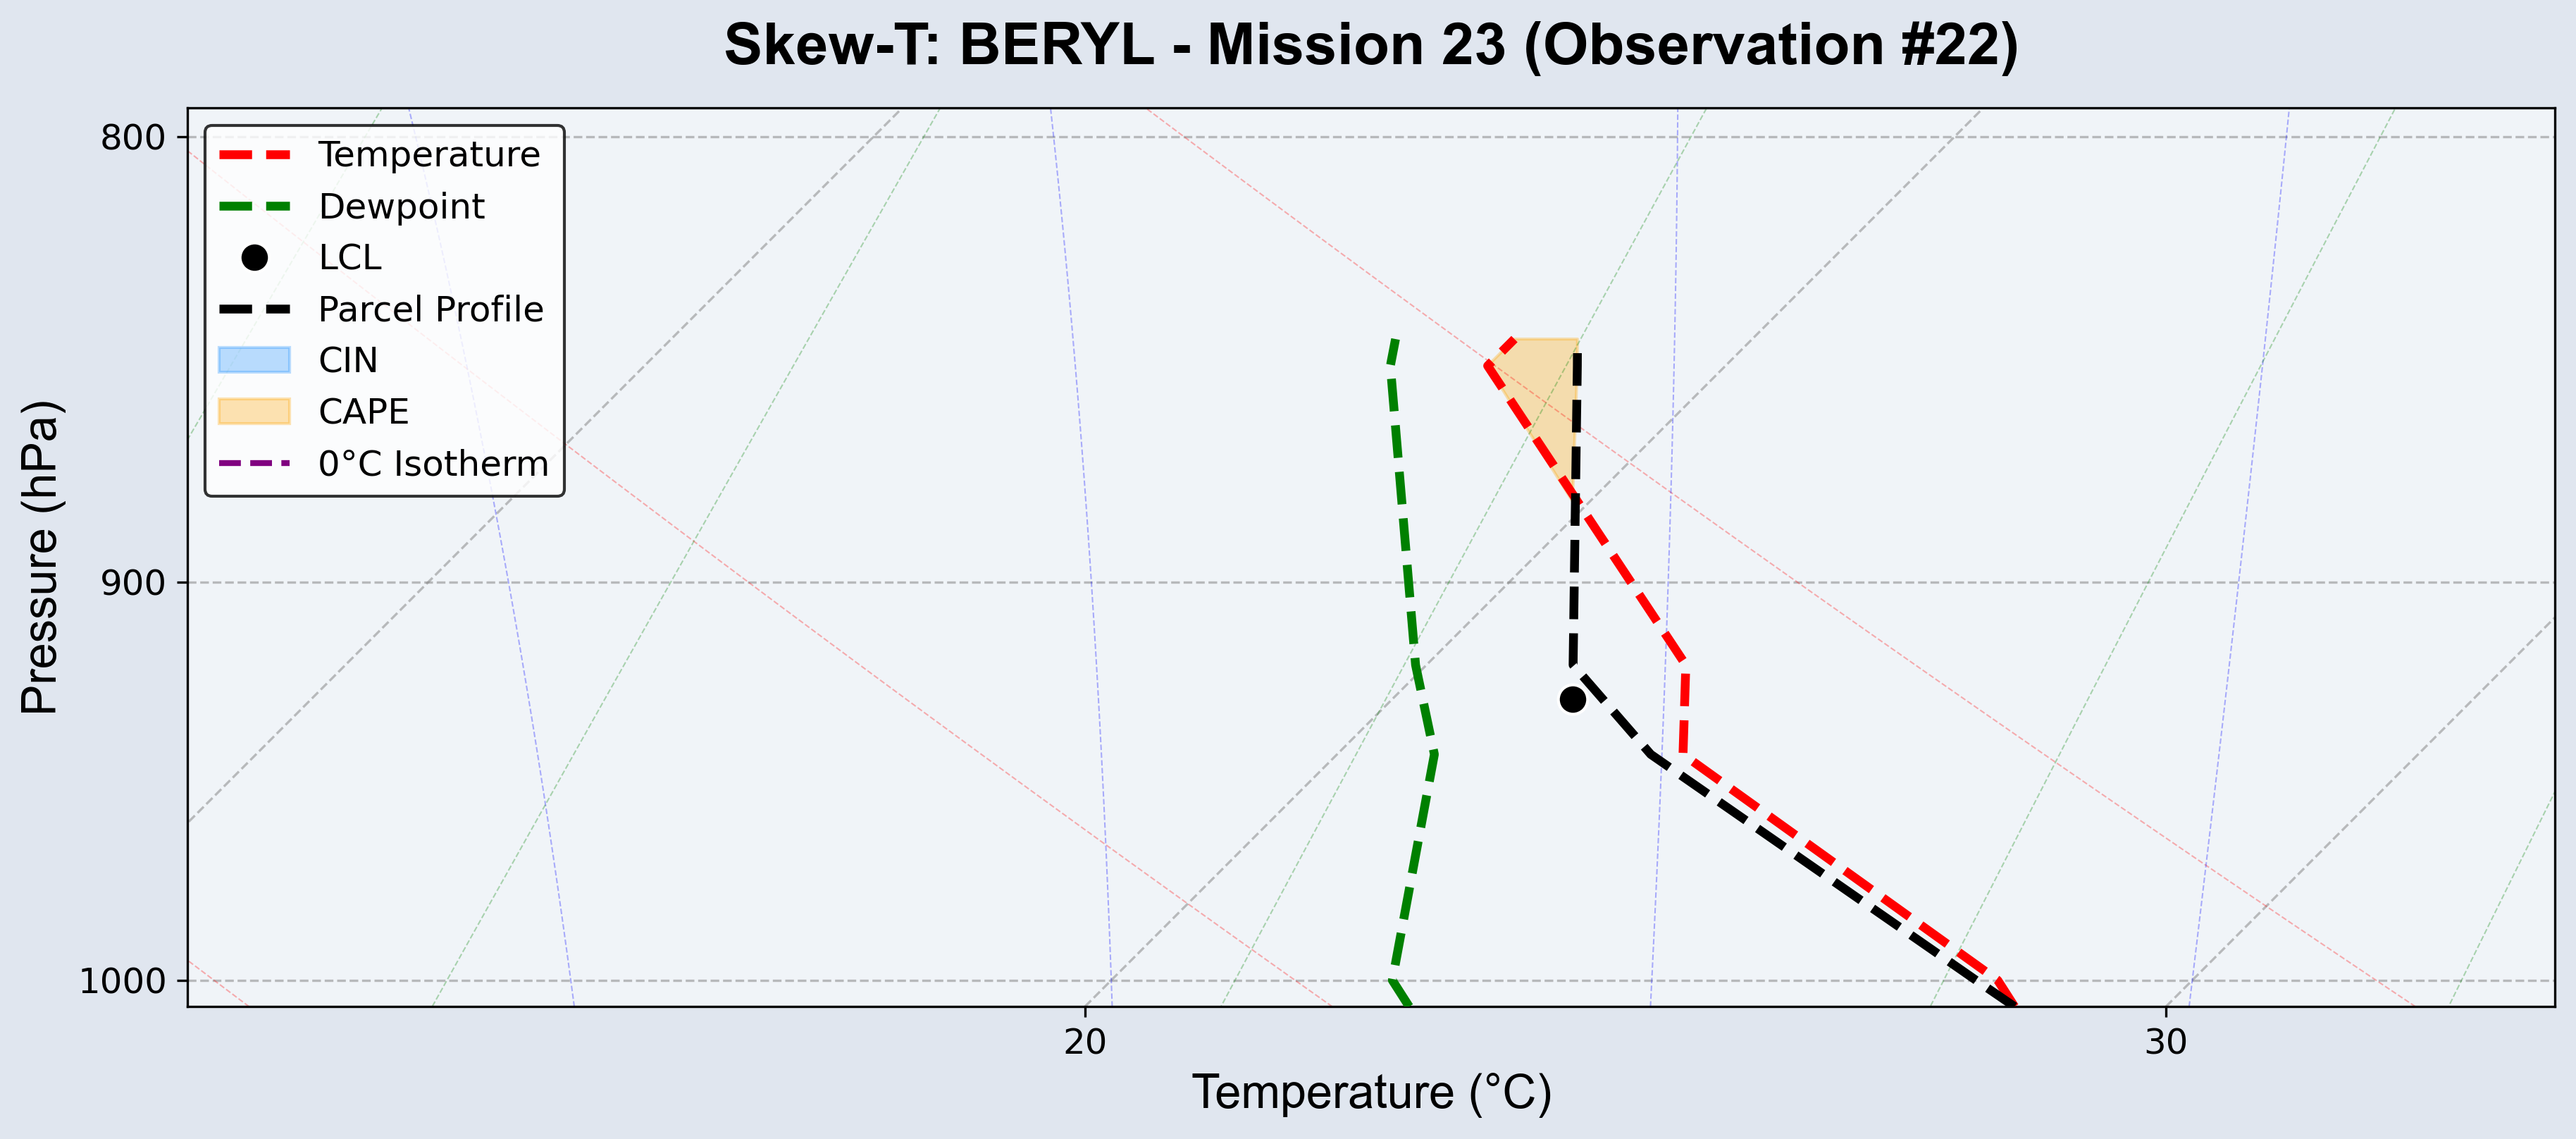 Skew-T: BERYL - Mission 23 (Observation #22)
800
900
1000
Pressure (hPa)
Temperature
Dewpoint
LCL
Parcel Profile
CIN
CAPE
0°C Isotherm
20
30
Temperature (°C)